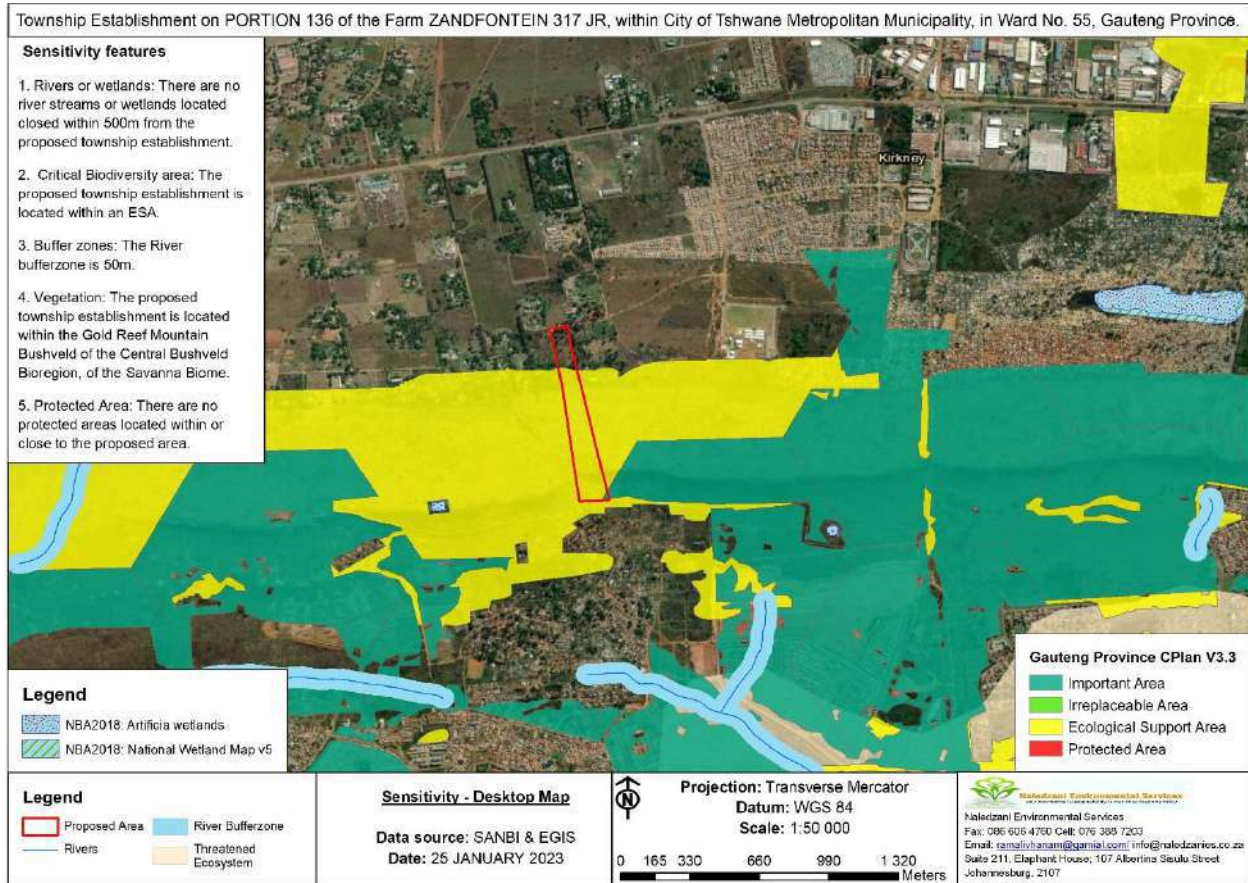 Township Establishment on PORTION 136 of the Farm ZANDFONTEIN 317 JR, within City of Tshwane Metropolitan Municipality, in Ward No. 55, Gauteng Province.
Sensitivity features
1. Rivers or wetlands: There are no
river streams or wetlands located
closed within 500m from the
proposed township establishment.
2. Critical Biodiversity area: The
proposed township establishment is
located within an ESA.
3. Buffer zones: The River
bufferzone is 50m.
4. Vegetation: The proposed
township establishment is located
within the Gold Reef Mountain
Bushveld of the Central Bushveld
Bioregion, of the Savanna Biome.
5. Protected Area: There are no
protected areas located within or
close to the proposed area.
Kirkney
Legend
NBA2018: Artificia wetlands
NBA2018: National Wetland Map v5
Gauteng Province CPlan V3.3
Important Area
Irreplaceable Area
Ecological Support Area
Protected Area
Legend
Proposed Area
River Bufferzone
Rivers
Threatened
Ecosystem
Sensitivity - Desktop Map
Data source: SANBI & EGIS
Date: 25 JANUARY 2023
N
Projection: Transverse Mercator
Datum: WGS 84
Scale: 1:50 000
0 165 330 660 990 1 320
Meters
Naledzani Environmental Services
Naledzani Environmental Services
Fax: 086 606 4760 Cell: 076 388 7203
Email: ramalivhanam@gamial.com/ info@naledzanies.co.za
Suite 211, Elaphant House; 107 Albertina Sisulu Street
Johannesburg, 2107